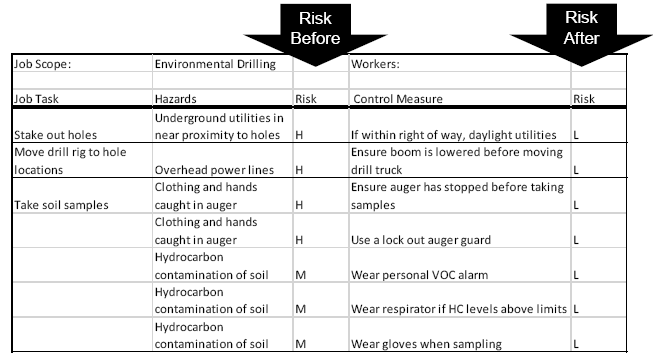 Risk
Before
Risk
After
Job Scope: Environmental Drilling Workers:
Job Task Hazards Risk Control Measure Risk
Underground utilities in
Stake out holes near proximity to holes H If within right of way, daylight utilities L
Move drill rig to hole Ensure boom is lowered before moving
locations Overhead power lines H drill truck L
Clothing and hands Ensure auger has stopped before taking
Take soil samples caught in auger H samples L
Clothing and hands
caught in auger H Use a lock out auger guard L
Hydrocarbon
contamination of soil M Wear personal VOC alarm L
Hydrocarbon
contamination of soil M Wear respirator if HC levels above limits L
Hydrocarbon
contamination of soil M Wear gloves when sampling L